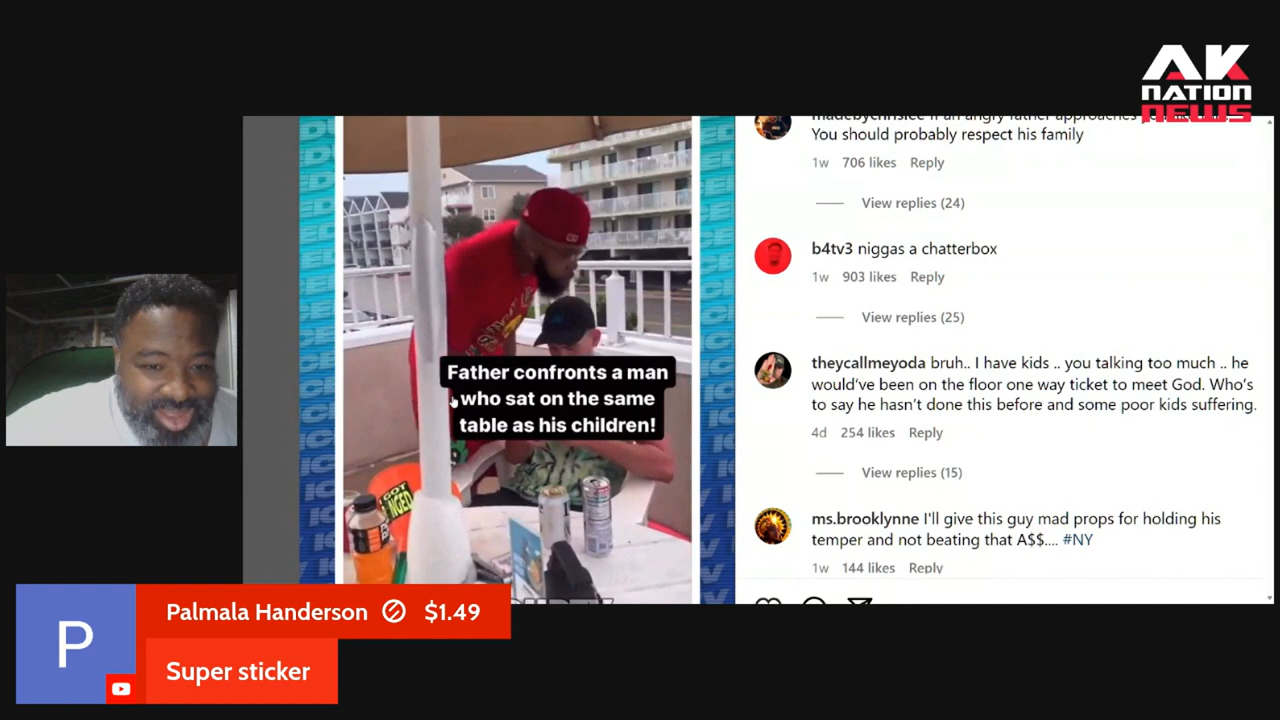 AK
NATION
NEWS
You should probably respect his family
1w 706 likes Reply
View replies (24)
b4tv3 niggas a chatterbox
1w 903 likes Reply
View replies (25)
theycallmeyoda bruh.. I have kids .. you talking too much .. he
would've been on the floor one way ticket to meet God. Who's
to say he hasn't done this before and some poor kids suffering.
4d 254 likes Reply
View replies (15)
ms.brooklynne I'll give this guy mad props for holding his
temper and not beating that A$$.... #NY
1w 144 likes Reply
Father confronts a man
who sat on the same
table as his children!
P
Palmala Handerson $1.49
Super sticker